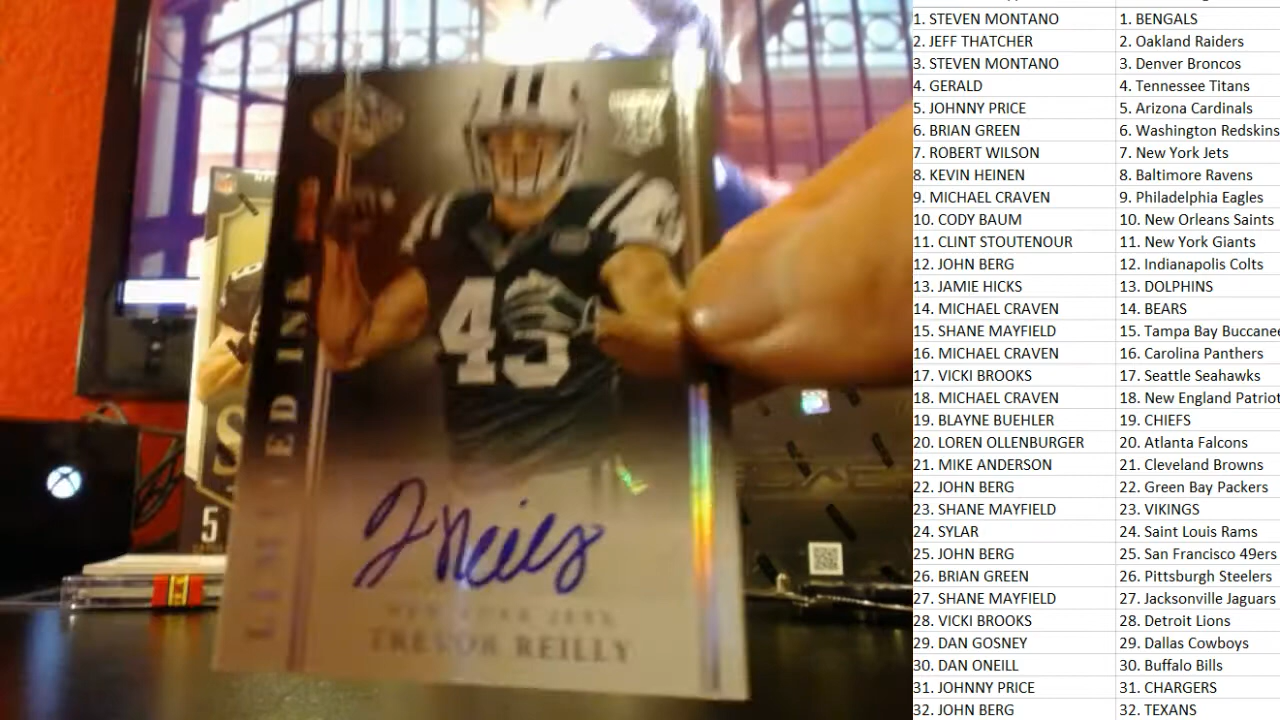 LIMITED INK
45
NEW YORK JETS
TREVOR REILLY
T Reilly
S
5
1. STEVEN MONTANO 1. BENGALS
2. JEFF THATCHER 2. Oakland Raiders
3. STEVEN MONTANO 3. Denver Broncos
4. GERALD 4. Tennessee Titans
5. JOHNNY PRICE 5. Arizona Cardinals
6. BRIAN GREEN 6. Washington Redskins
7. ROBERT WILSON 7. New York Jets
8. KEVIN HEINEN 8. Baltimore Ravens
9. MICHAEL CRAVEN 9. Philadelphia Eagles
10. CODY BAUM 10. New Orleans Saints
11. CLINT STOUTENOUR 11. New York Giants
12. JOHN BERG 12. Indianapolis Colts
13. JAMIE HICKS 13. DOLPHINS
14. MICHAEL CRAVEN 14. BEARS
15. SHANE MAYFIELD 15. Tampa Bay Buccanee
16. MICHAEL CRAVEN 16. Carolina Panthers
17. VICKI BROOKS 17. Seattle Seahawks
18. MICHAEL CRAVEN 18. New England Patriot
19. BLAYNE BUEHLER 19. CHIEFS
20. LOREN OLLENBURGER 20. Atlanta Falcons
21. MIKE ANDERSON 21. Cleveland Browns
22. JOHN BERG 22. Green Bay Packers
23. SHANE MAYFIELD 23. VIKINGS
24. SYLAR 24. Saint Louis Rams
25. JOHN BERG 25. San Francisco 49ers
26. BRIAN GREEN 26. Pittsburgh Steelers
27. SHANE MAYFIELD 27. Jacksonville Jaguars
28. VICKI BROOKS 28. Detroit Lions
29. DAN GOSNEY 29. Dallas Cowboys
30. DAN ONEILL 30. Buffalo Bills
31. JOHNNY PRICE 31. CHARGERS
32. JOHN BERG 32. TEXANS